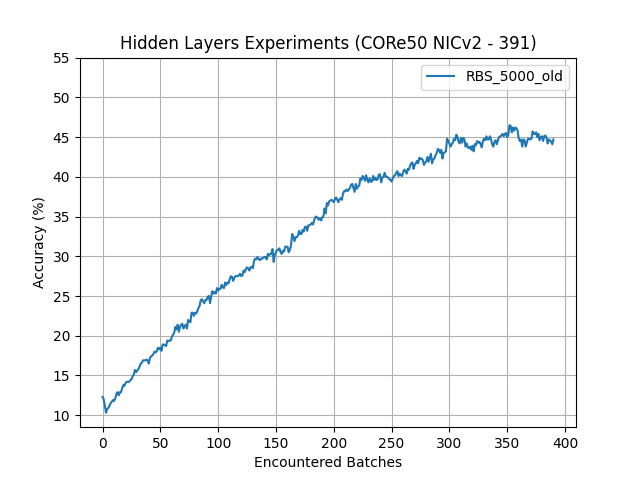 Hidden Layers Experiments (CORe50 NICv2 - 391)
RBS_5000_old
Accuracy (%)
55
50
45
40
35
30
25
20
15
10
0 50 100 150 200 250 300 350 400
Encountered Batches